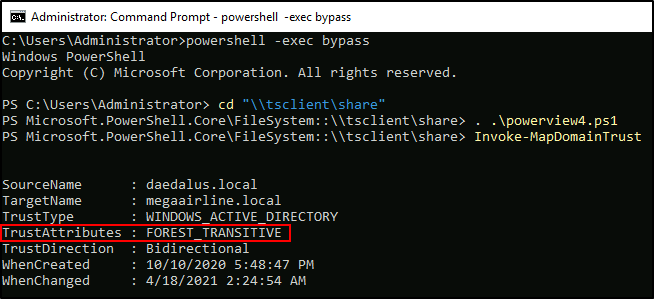 Administrator: Command Prompt - powershell -exec bypass
C:\Users\Administrator>powershell -exec bypass
Windows PowerShell
Copyright (C) Microsoft Corporation. All rights reserved.
PS C:\Users\Administrator> cd "\\tsclient\share"
PS Microsoft.PowerShell.Core\FileSystem::\\tsclient\share> . .\powerview4.ps1
PS Microsoft.PowerShell.Core\FileSystem::\\tsclient\share> Invoke-MapDomainTrust
SourceName : daedalus.local
TargetName : megaairline.local
TrustType : WINDOWS_ACTIVE_DIRECTORY
TrustAttributes : FOREST_TRANSITIVE
TrustDirection : Bidirectional
WhenCreated : 10/10/2020 5:48:47 PM
WhenChanged : 4/18/2021 2:24:54 AM